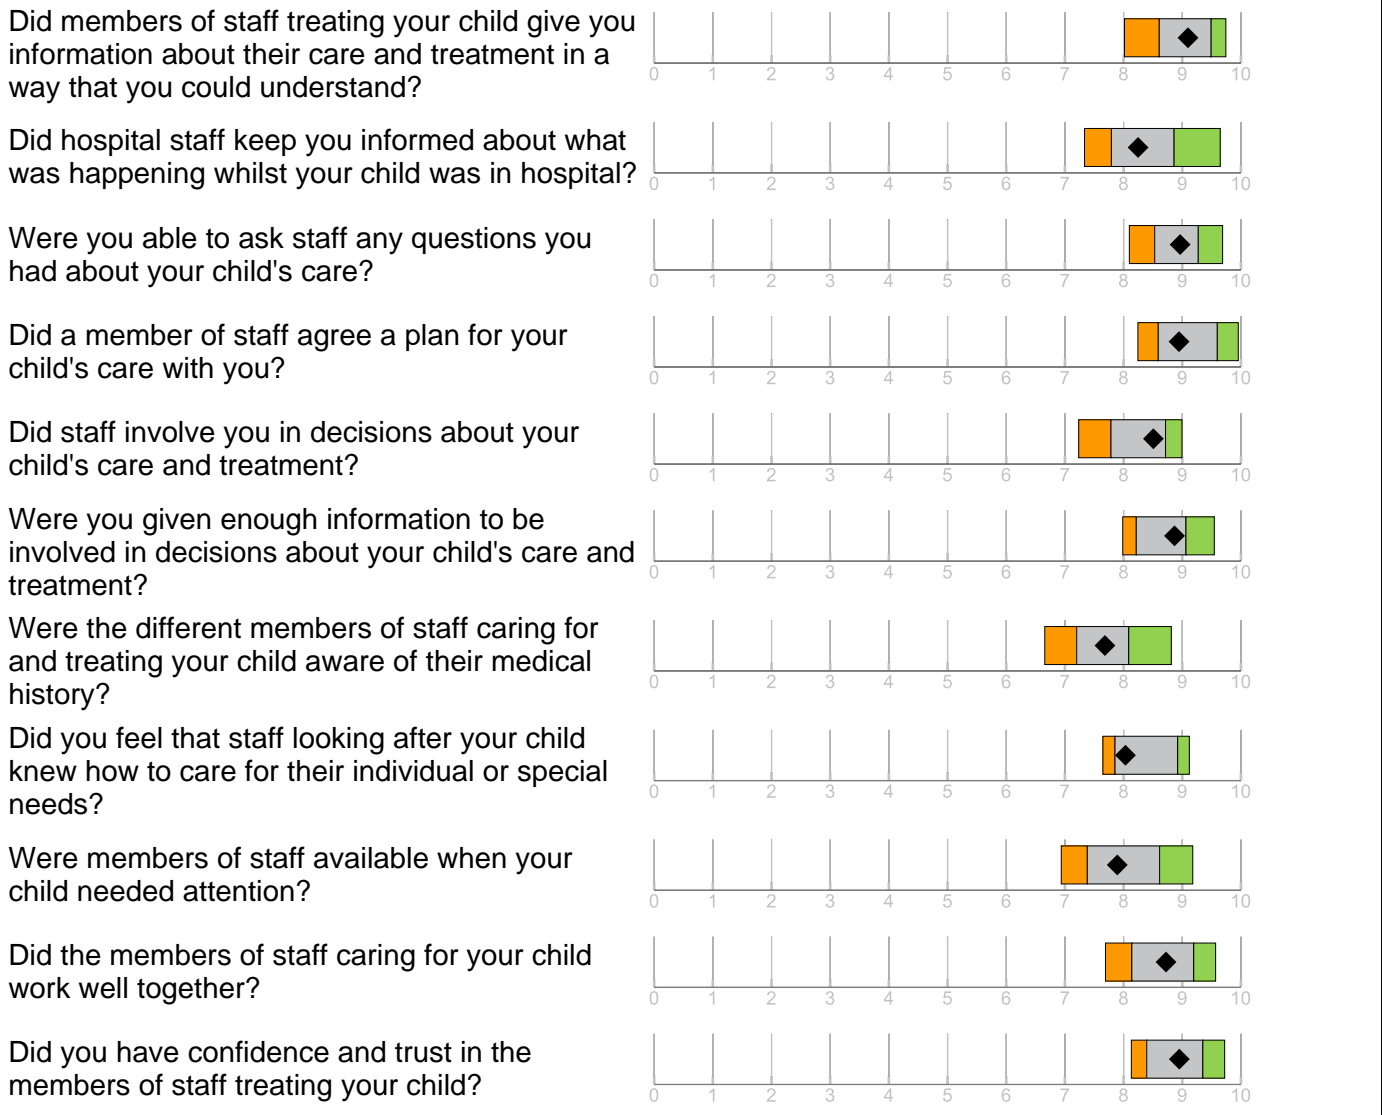 Did members of staff treating your child give you
information about their care and treatment in a
way that you could understand?
0 1 2 3 4 5 6 7 8 9 10
Did hospital staff keep you informed about what
was happening whilst your child was in hospital?
0 1 2 3 4 5 6 7 8 9 10
Were you able to ask staff any questions you
had about your child's care?
0 1 2 3 4 5 6 7 8 9 10
Did a member of staff agree a plan for your
child's care with you?
0 1 2 3 4 5 6 7 8 9 10
Did staff involve you in decisions about your
child's care and treatment?
0 1 2 3 4 5 6 7 8 9 10
Were you given enough information to be
involved in decisions about your child's care and
treatment?
0 1 2 3 4 5 6 7 8 9 10
Were the different members of staff caring for
and treating your child aware of their medical
history?
0 1 2 3 4 5 6 7 8 9 10
Did you feel that staff looking after your child
knew how to care for their individual or special
needs?
0 1 2 3 4 5 6 7 8 9 10
Were members of staff available when your
child needed attention?
0 1 2 3 4 5 6 7 8 9 10
Did the members of staff caring for your child
work well together?
0 1 2 3 4 5 6 7 8 9 10
Did you have confidence and trust in the
members of staff treating your child?
0 1 2 3 4 5 6 7 8 9 10